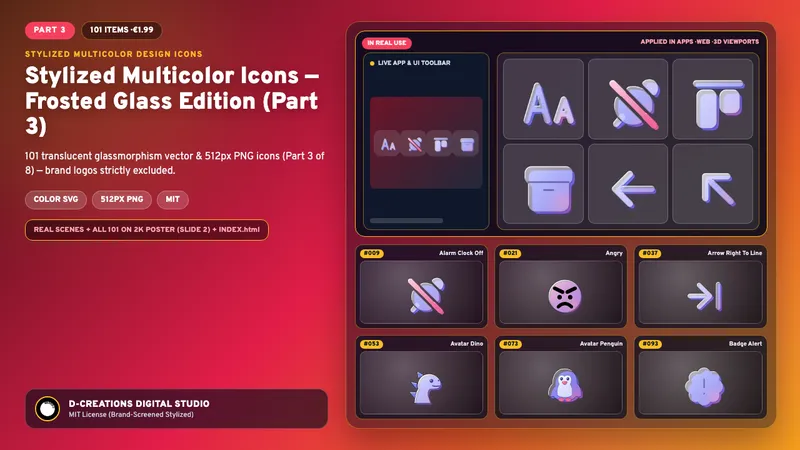 PART 3
101 ITEMS · €1.99
STYLIZED MULTICOLOR DESIGN ICONS
Stylized Multicolor Icons —
Frosted Glass Edition (Part
3)
101 translucent glassmorphism vector & 512px PNG icons (Part 3 of
8) — brand logos strictly excluded.
COLOR SVG
512PX PNG
MIT
REAL SCENES + ALL 101 ON 2K POSTER (SLIDE 2) + INDEX.html
D-CREATIONS DIGITAL STUDIO
MIT License (Brand-Screened Stylized)
IN REAL USE
APPLIED IN APPS · WEB · 3D VIEWPORTS
LIVE APP & UI TOOLBAR
AA
AA
#009
Alarm Clock Off
#021
Angry
#037
Arrow Right To Line
#053
Avatar Dino
#073
Avatar Penguin
#093
Badge Alert